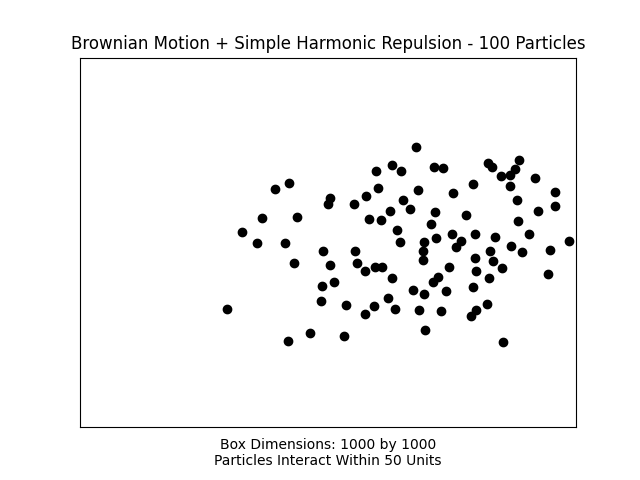 Brownian Motion + Simple Harmonic Repulsion - 100 Particles
Box Dimensions: 1000 by 1000
Particles Interact Within 50 Units